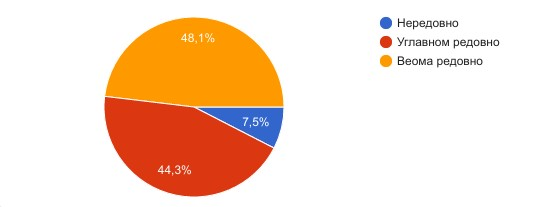 48,1%
7,5%
44,3%
Нередовно
Углавном редовно
Веома редовно